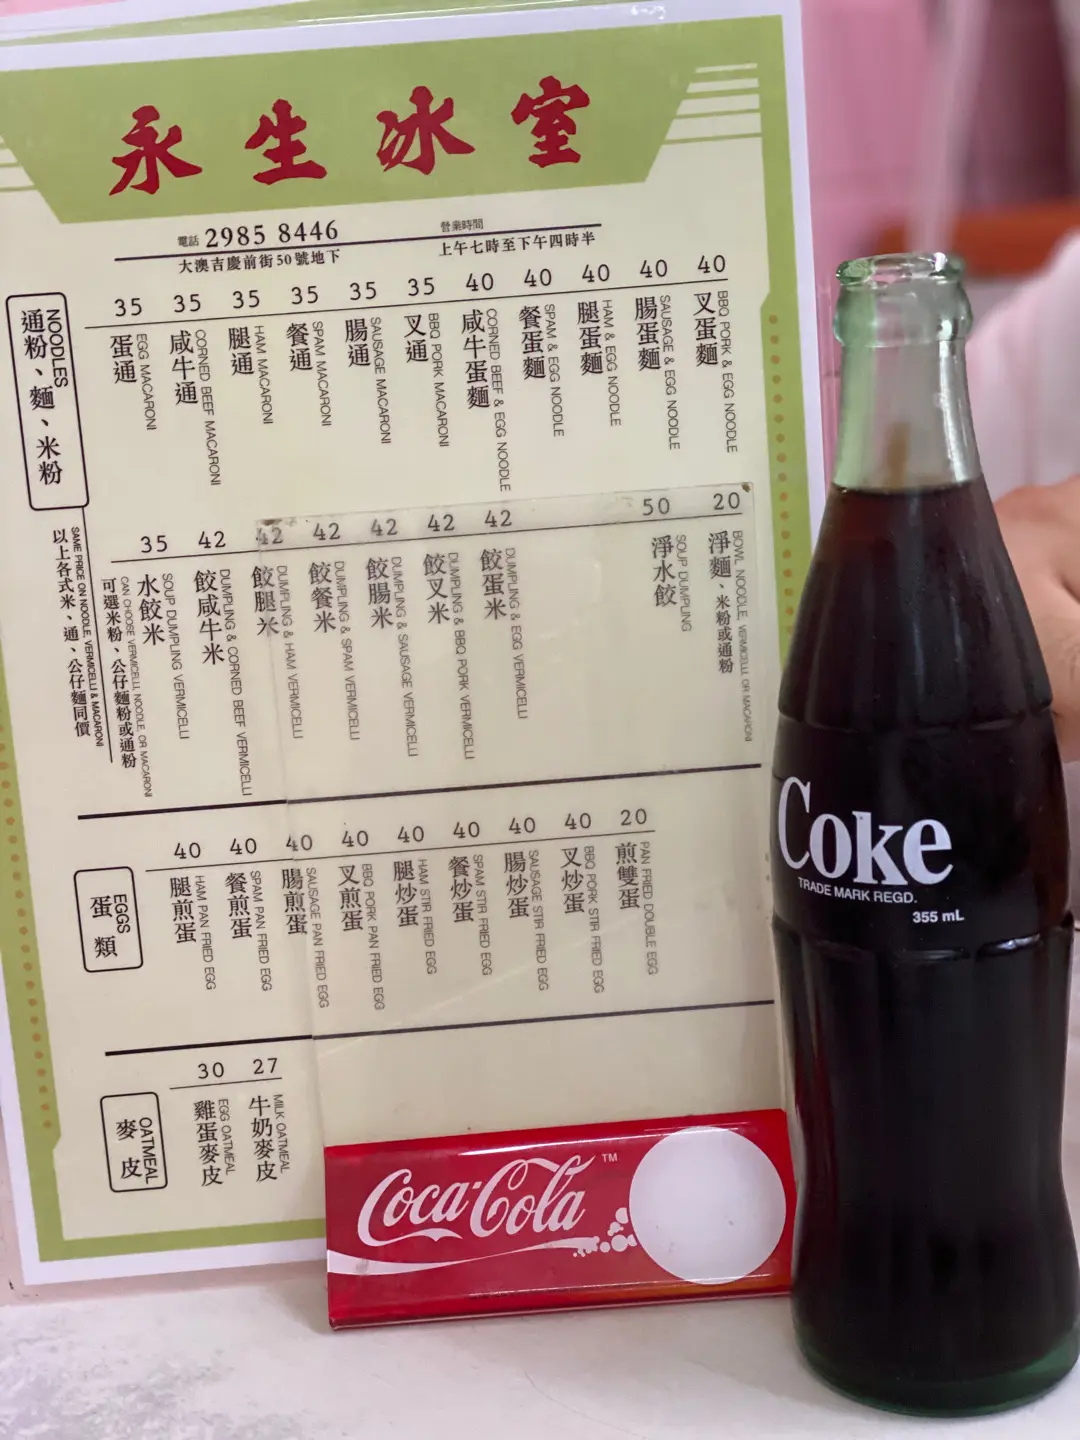 永生冰室
電話 2985 8446
大澳吉慶前街50號地下
營業時間
上午七時至下午四時半
NOODLES
通粉、麵、米粉
35
蛋通
EGG MACARONI
35
咸牛通
CORNED BEEF MACARONI
35
腿通
HAM MACARONI
35
餐通
SPAM MACARONI
35
腸通
SAUSAGE MACARONI
35
叉通
BBQ PORK MACARONI
40
咸牛蛋麵
CORNED BEEF & EGG NOODLE
40
餐蛋麵
SPAM & EGG NOODLE
40
腿蛋麵
HAM & EGG NOODLE
40
腸蛋麵
SAUSAGE & EGG NOODLE
40
叉蛋麵
BBQ PORK & EGG NOODLE
SAME PRICE ON NOODLE, VERMICELLI & MACARONI
以上各式米、通、公仔麵同價
35
水餃米
SOUP DUMPLING VERMICELLI
CAN CHOOSE VERMICELLI, NOODLE, OR MACARONI
可選米粉、公仔麵粉或通粉
42
餃咸牛米
DUMPLING & CORNED BEEF VERMICELLI
42
餃腿米
DUMPLING & HAM VERMICELLI
42
餃餐米
DUMPLING & SPAM VERMICELLI
42
餃腸米
DUMPLING & SAUSAGE VERMICELLI
42
餃叉米
DUMPLING & BBQ PORK VERMICELLI
42
餃蛋米
DUMPLING & EGG VERMICELLI
50
淨水餃
SOUP DUMPLING
20
淨麵、米粉或通粉
BOWL NOODLE, VERMICELLI, OR MACARONI
EGGS
蛋類
40
腿煎蛋
HAM PAN FRIED EGG
40
餐煎蛋
SPAM PAN FRIED EGG
40
腸煎蛋
SAUSAGE PAN FRIED EGG
40
叉煎蛋
BBQ PORK PAN FRIED EGG
40
腿炒蛋
HAM STIR FRIED EGG
40
餐炒蛋
SPAM STIR FRIED EGG
40
腸炒蛋
SAUSAGE STIR FRIED EGG
40
叉炒蛋
BBQ PORK STIR FRIED EGG
20
煎雙蛋
PAN FRIED DOUBLE EGG
OATMEAL
麥皮
30
雞蛋麥皮
EGG OATMEAL
27
牛奶麥皮
MILK OATMEAL
Coca-Cola TM
Coke
TRADE MARK REGD.
355 mL